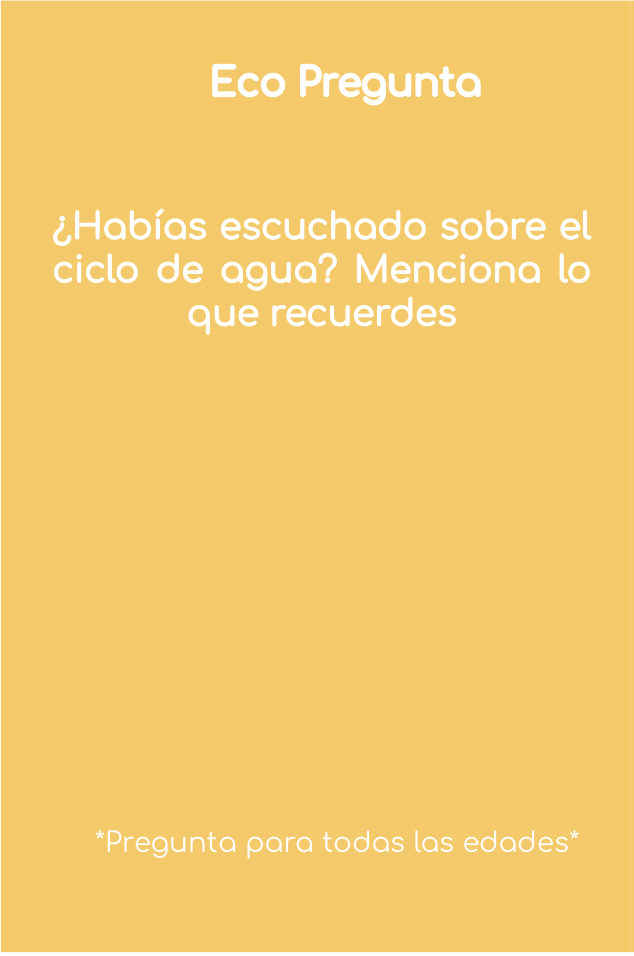 Eco Pregunta
¿Habías escuchado sobre el
ciclo de agua? Menciona lo
que recuerdes
*Pregunta para todas las edades*